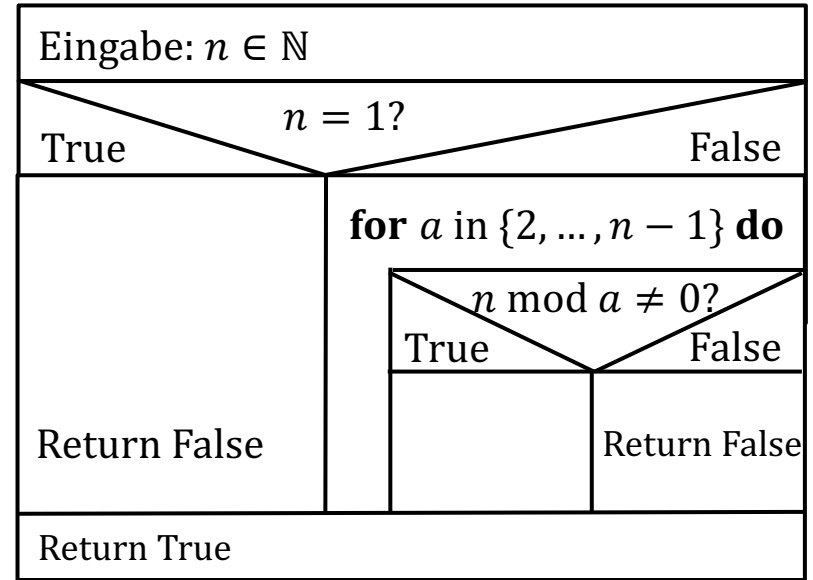 Eingabe: n ∈ ℕ
n = 1?
True
False
for a in {2, … , n − 1} do
n mod a ≠ 0?
True
False
Return False
Return False
Return True